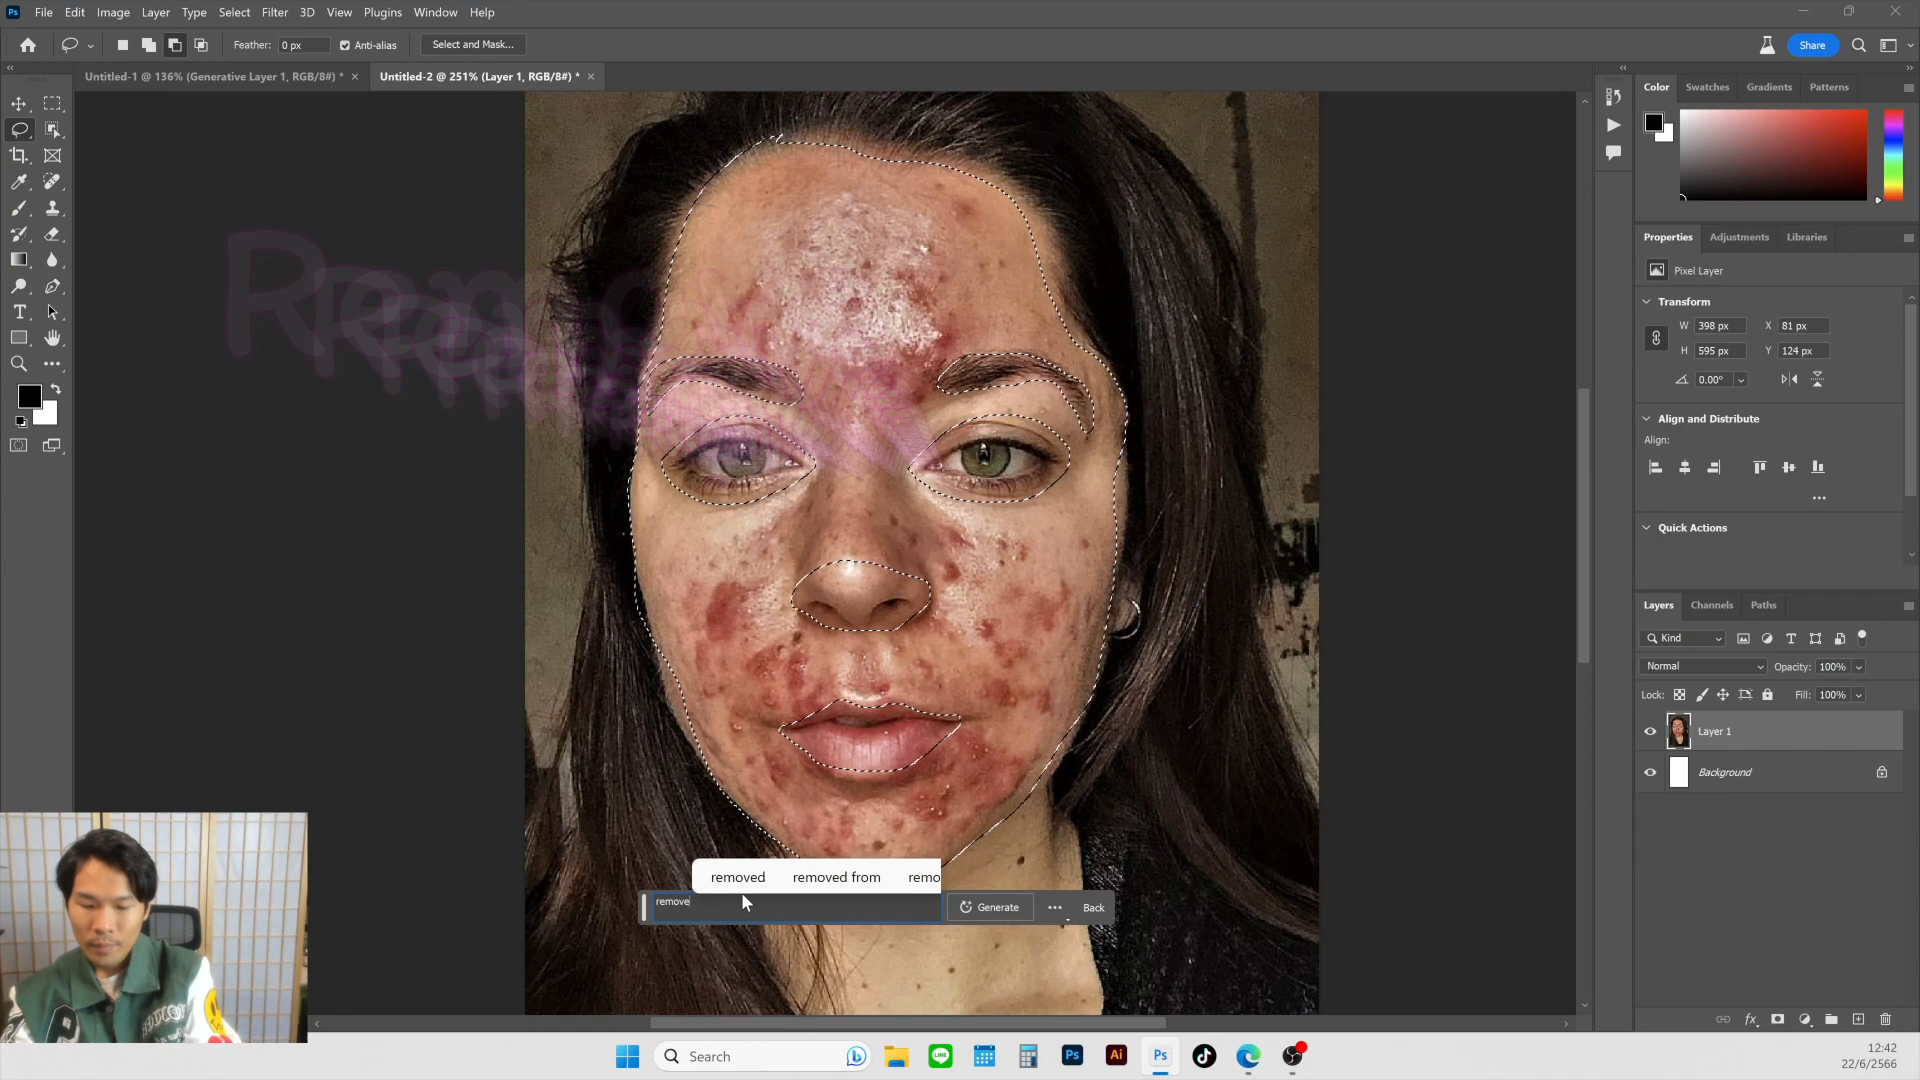 File Edit Image Layer Type Select Filter 3D View Plugins Window Help
Feather: 0 px Anti-alias Select and Mask... Share
Untitled-1 @ 136% (Generative Layer 1, RGB/8#) * × Untitled-2 @ 251% (Layer 1, RGB/8#) * ×
Color Swatches Gradients Patterns
Properties Adjustments Libraries
Pixel Layer
Transform
W 398 px X 81 px
H 595 px Y 124 px
0.00°
Align and Distribute
Align:
Quick Actions
Layers Channels Paths
Kind
Normal Opacity: 100%
Lock: Fill: 100%
Layer 1
Background
removed removed from remo
remove Generate Back
Search
12:42
22/6/2566